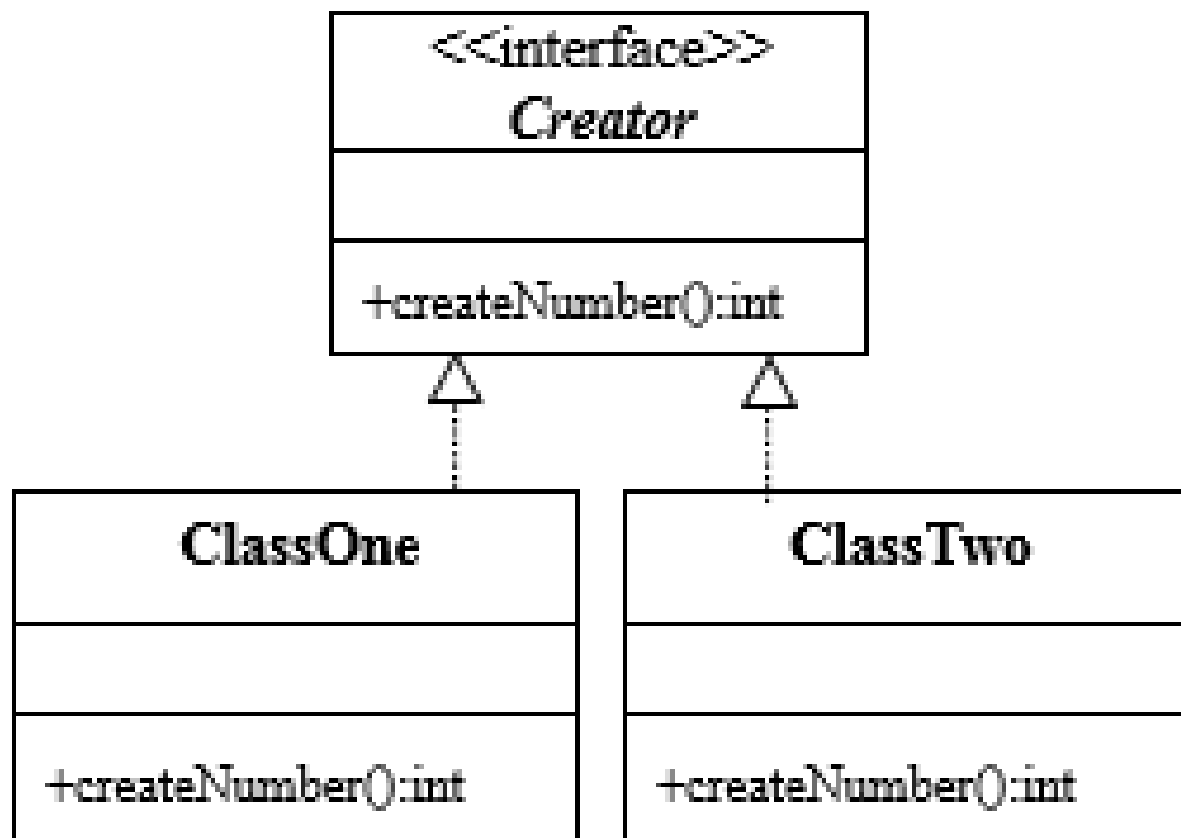 <<interface>>
Creator
+createNumber():int
ClassOne
ClassTwo
+createNumber():int
+createNumber():int